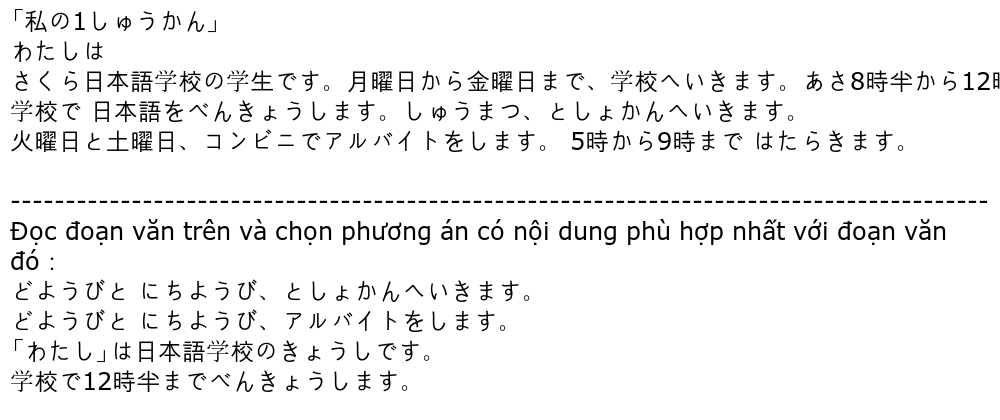 「私の1しゅうかん」
わたしは
さくら日本語学校の学生です。月曜日から金曜日まで、学校へいきます。あさ8時半から12
学校で 日本語をべんきょうします。しゅうまつ、としょかんへいきます。
火曜日と土曜日、コンビニでアルバイトをします。 5時から9時まで はたらきます。
-----------------------------------------------------------------------------------------
Đọc đoạn văn trên và chọn phương án có nội dung phù hợp nhất với đoạn văn
đó :
どようびと にちようび、としょかんへいきます。
どようびと にちようび、アルバイトをします。
「わたし」は日本語学校のきょうしです。
学校で12時半までべんきょうします。